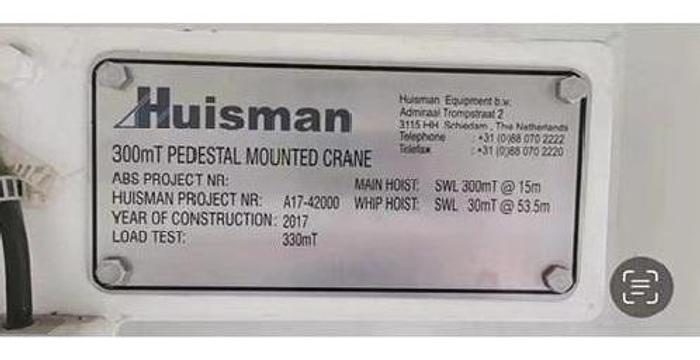 Huisman
Huisman Equipment b.v.
Admiraal Trompstraat 2
3115 HH Schiedam, The Netherlands
Telephone : +31 (0)88 070 2222
Telefax : +31 (0)88 070 2220
300mT PEDESTAL MOUNTED CRANE
ABS PROJECT NR:
MAIN HOIST: SWL 300mT @ 15m
HUISMAN PROJECT NR: A17-42000
WHIP HOIST: SWL 30mT @ 53.5m
YEAR OF CONSTRUCTION: 2017
LOAD TEST: 330mT